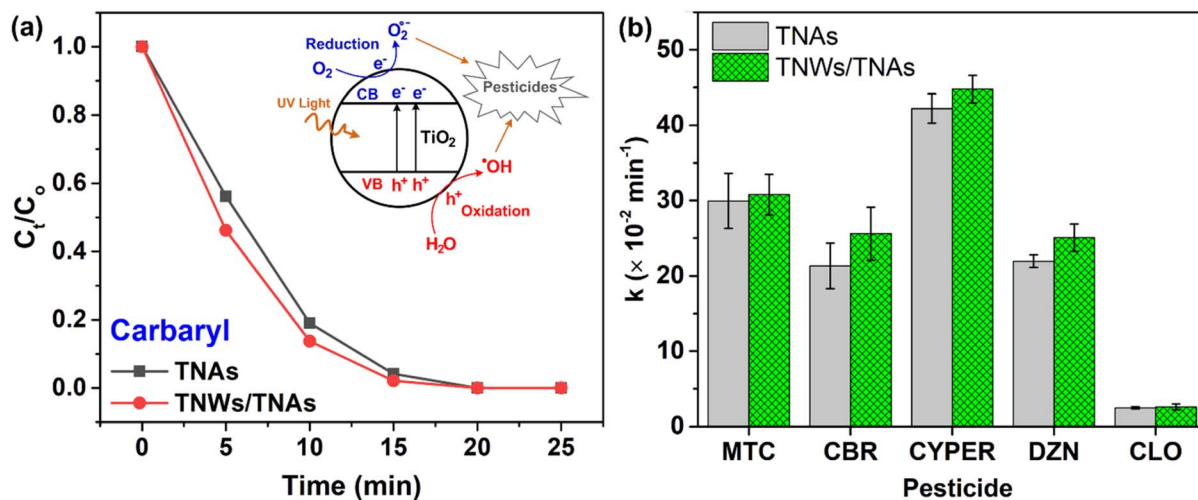 (a)
C_t/C_o
1.0
0.8
0.6
0.4
0.2
0.0
0 5 10 15 20 25
Time (min)
Carbaryl
TNAs
TNWs/TNAs
Reduction
O₂
e⁻
O₂•⁻
Pesticides
UV Light
CB e⁻ e⁻
TiO₂
VB h⁺ h⁺
h⁺
•OH
Oxidation
H₂O
(b)
TNAs
TNWs/TNAs
k (× 10⁻² min⁻¹)
50
40
30
20
10
0
MTC CBR CYPER DZN CLO
Pesticide